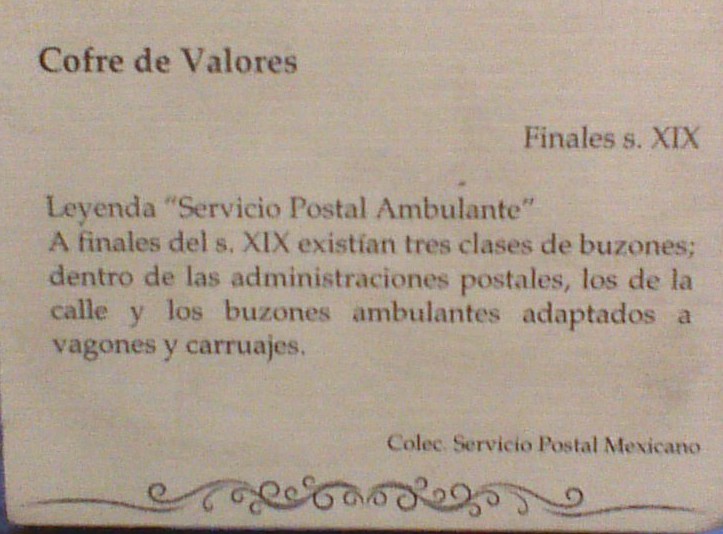 Cofre de Valores
Finales s. XIX
Leyenda "Servicio Postal Ambulante"
A finales del s. XIX existían tres clases de buzones;
dentro de las administraciones postales, los de la
calle y los buzones ambulantes adaptados a
vagones y carruajes.
Colec. Servicio Postal Mexicano